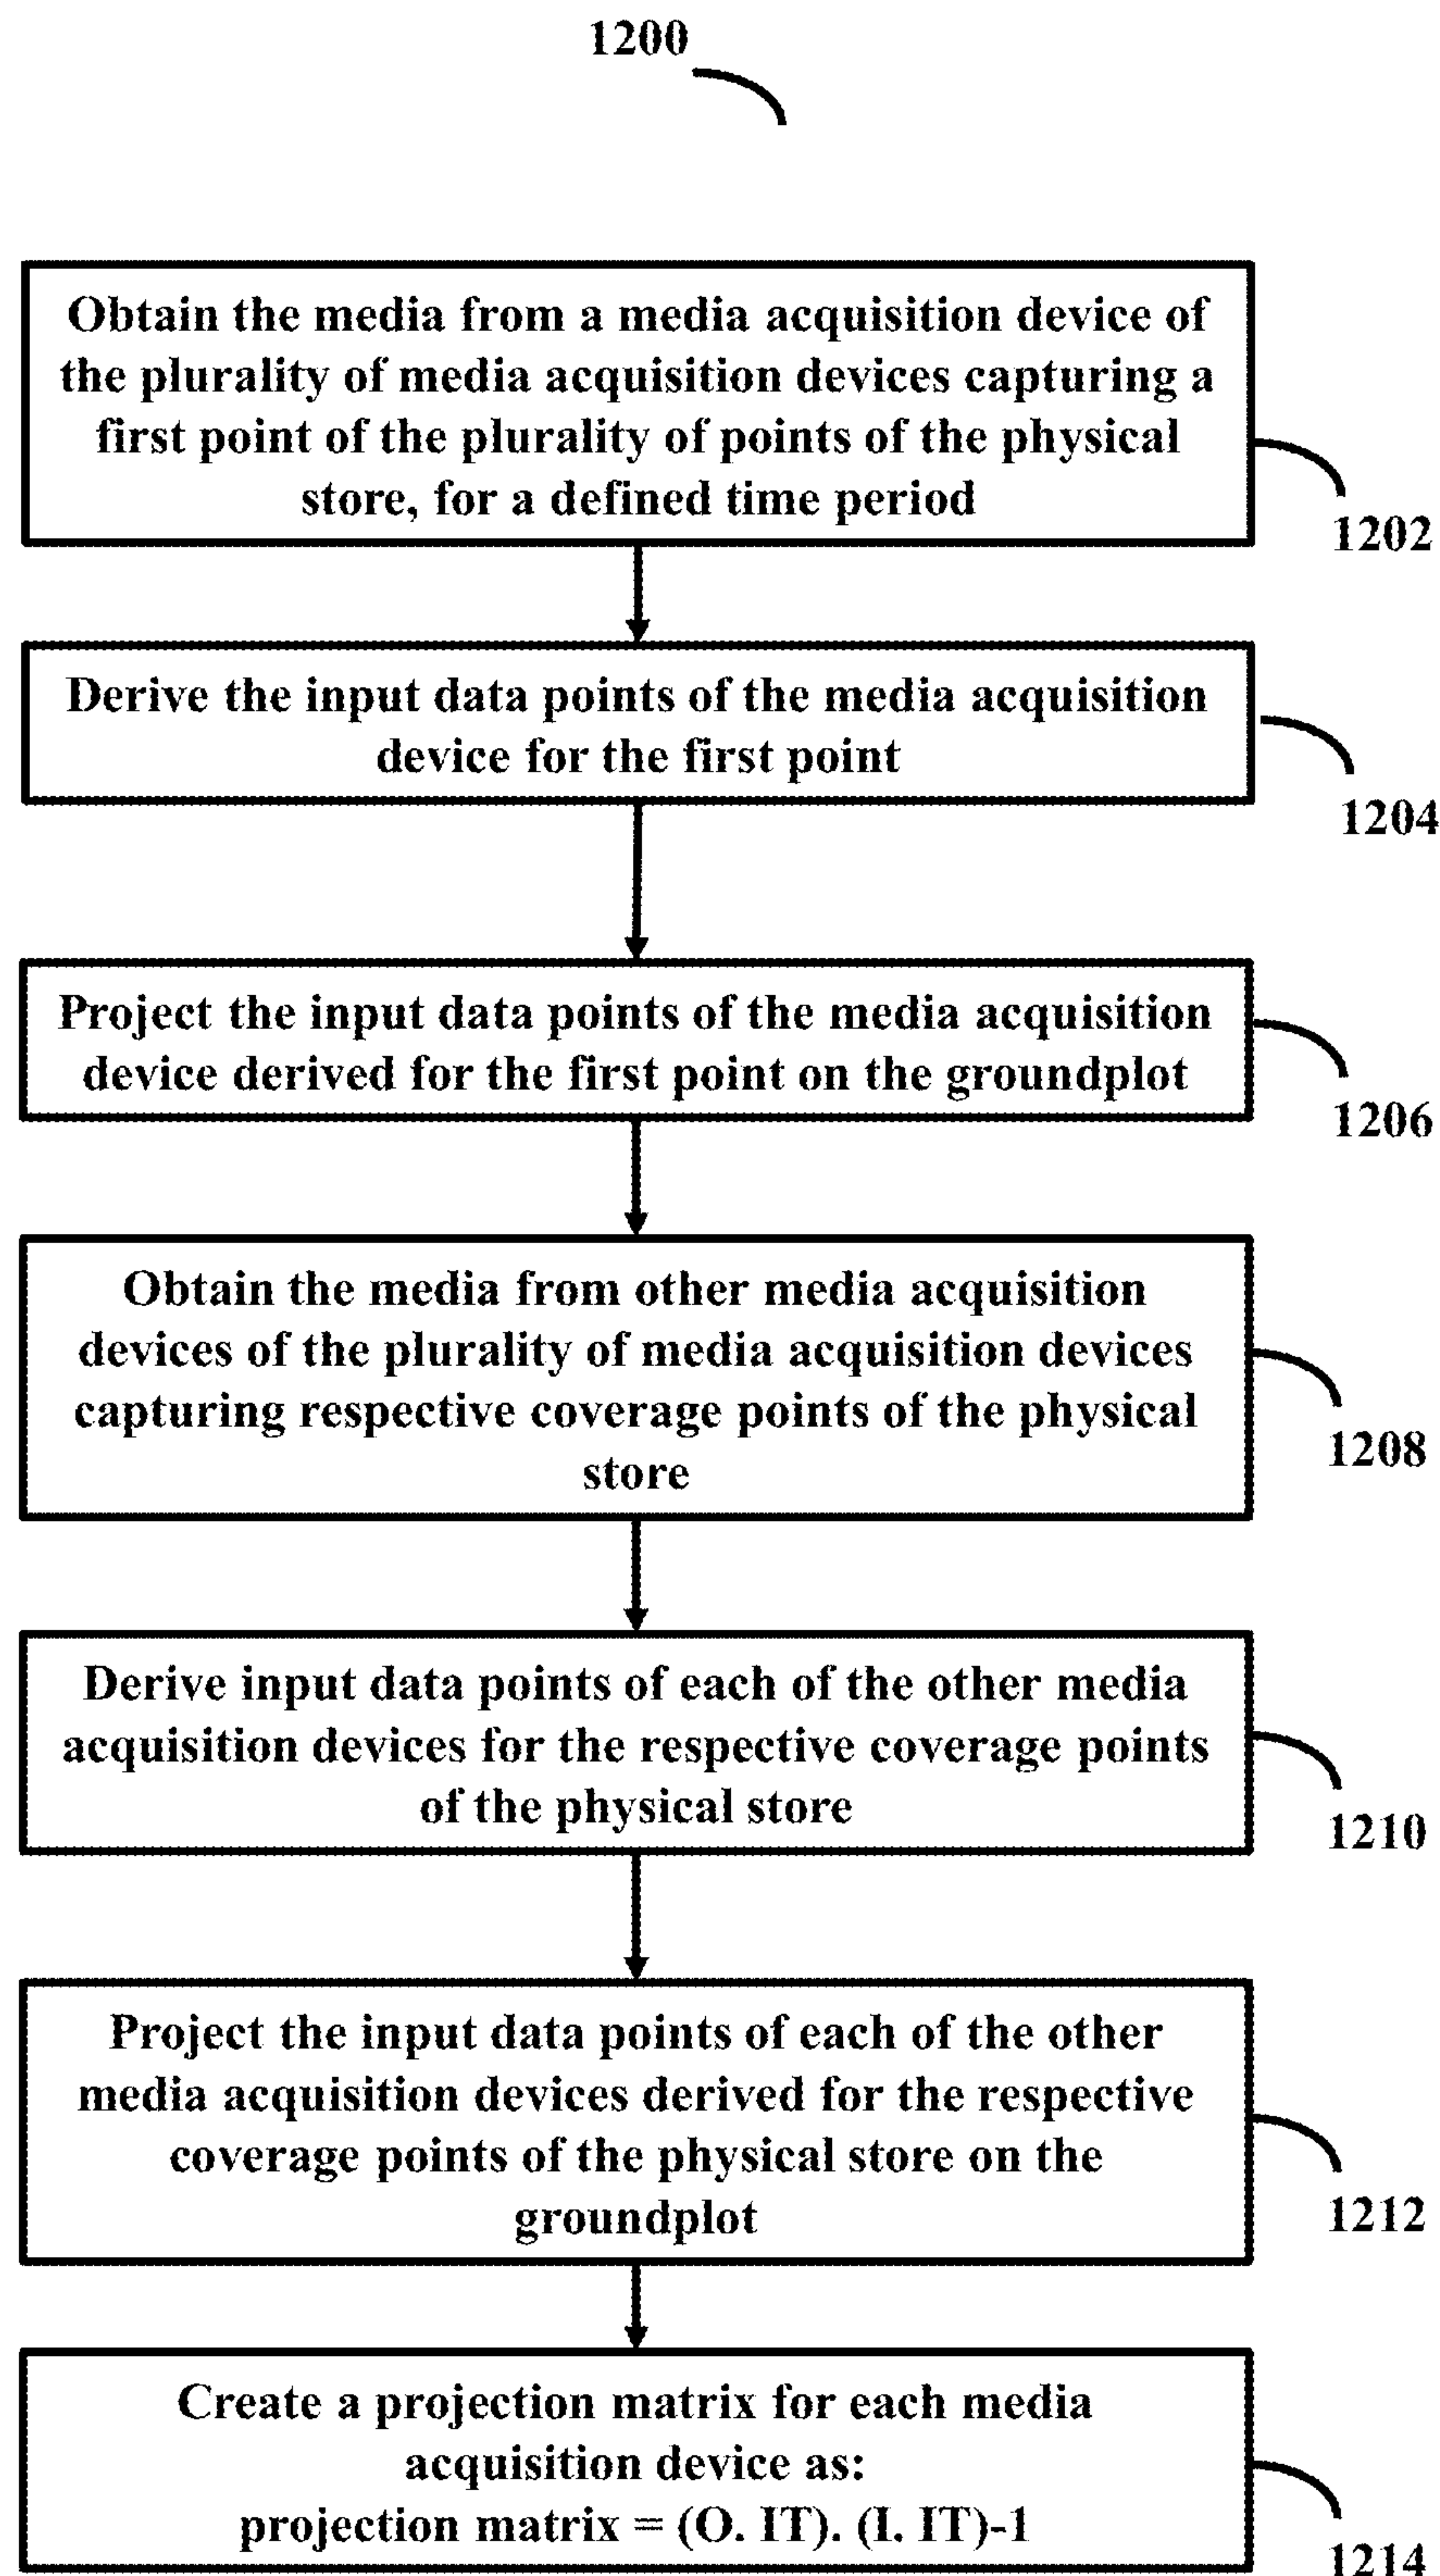 1200
Obtain the media from a media acquisition device of
the plurality of media acquisition devices capturing a
first point of the plurality of points of the physical
store, for a defined time period
1202
Derive the input data points of the media acquisition
device for the first point
1204
Project the input data points of the media acquisition
device derived for the first point on the groundplot
1206
Obtain the media from other media acquisition
devices of the plurality of media acquisition devices
capturing respective coverage points of the physical
store
1208
Derive input data points of each of the other media
acquisition devices for the respective coverage points
of the physical store
1210
Project the input data points of each of the other
media acquisition devices derived for the respective
coverage points of the physical store on the
groundplot
1212
Create a projection matrix for each media
acquisition device as:
projection matrix = (O. IT). (I. IT)-1
1214